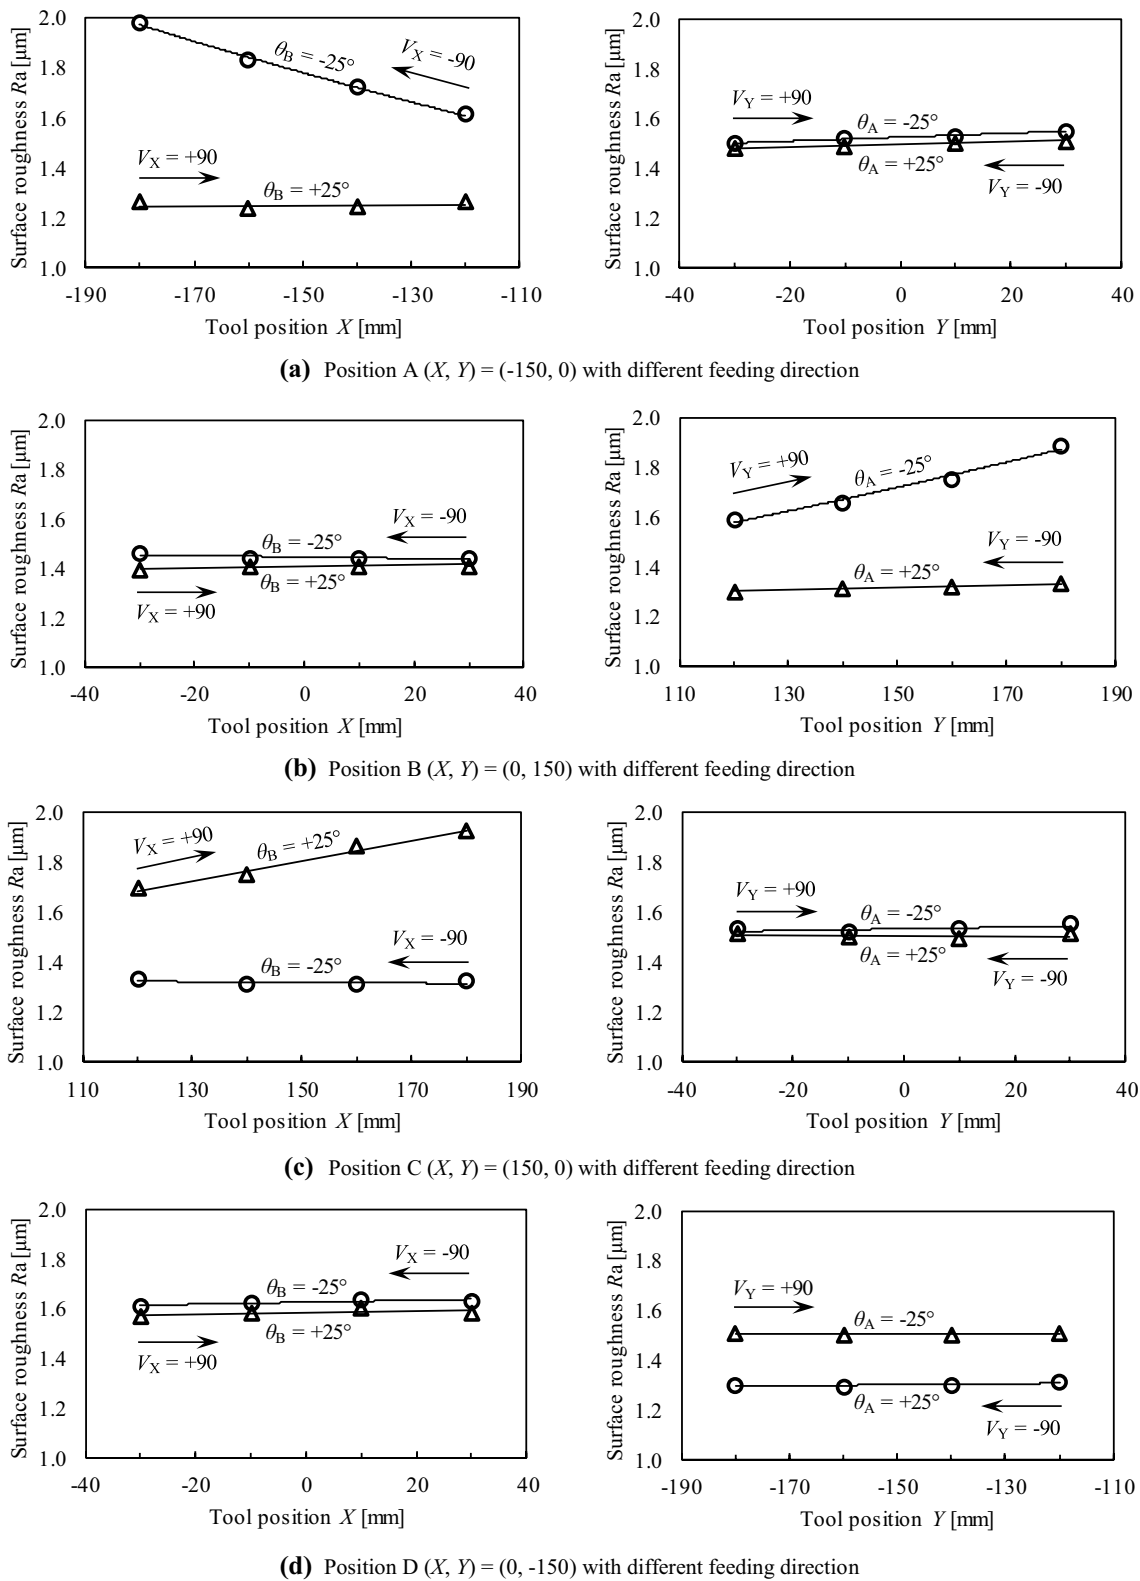 Surface roughness Ra [μm]
2.0
1.8
1.6
1.4
1.2
1.0
θB = -25°
VX = -90
VX = +90
θB = +25°
-190 -170 -150 -130 -110
Tool position X [mm]
Surface roughness Ra [μm]
2.0
1.8
1.6
1.4
1.2
1.0
VY = +90
θA = -25°
θA = +25°
VY = -90
-40 -20 0 20 40
Tool position Y [mm]
(a) Position A (X, Y) = (-150, 0) with different feeding direction
Surface roughness Ra [μm]
2.0
1.8
1.6
1.4
1.2
1.0
VX = -90
θB = -25°
θB = +25°
VX = +90
-40 -20 0 20 40
Tool position X [mm]
Surface roughness Ra [μm]
2.0
1.8
1.6
1.4
1.2
1.0
VY = +90
θA = -25°
VY = -90
θA = +25°
110 130 150 170 190
Tool position Y [mm]
(b) Position B (X, Y) = (0, 150) with different feeding direction
Surface roughness Ra [μm]
2.0
1.8
1.6
1.4
1.2
1.0
VX = +90
θB = +25°
VX = -90
θB = -25°
110 130 150 170 190
Tool position X [mm]
Surface roughness Ra [μm]
2.0
1.8
1.6
1.4
1.2
1.0
VY = +90
θA = -25°
θA = +25°
VY = -90
-40 -20 0 20 40
Tool position Y [mm]
(c) Position C (X, Y) = (150, 0) with different feeding direction
Surface roughness Ra [μm]
2.0
1.8
1.6
1.4
1.2
1.0
VX = -90
θB = -25°
θB = +25°
VX = +90
-40 -20 0 20 40
Tool position X [mm]
Surface roughness Ra [μm]
2.0
1.8
1.6
1.4
1.2
1.0
VY = +90
θA = -25°
θA = +25°
VY = -90
-190 -170 -150 -130 -110
Tool position Y [mm]
(d) Position D (X, Y) = (0, -150) with different feeding direction